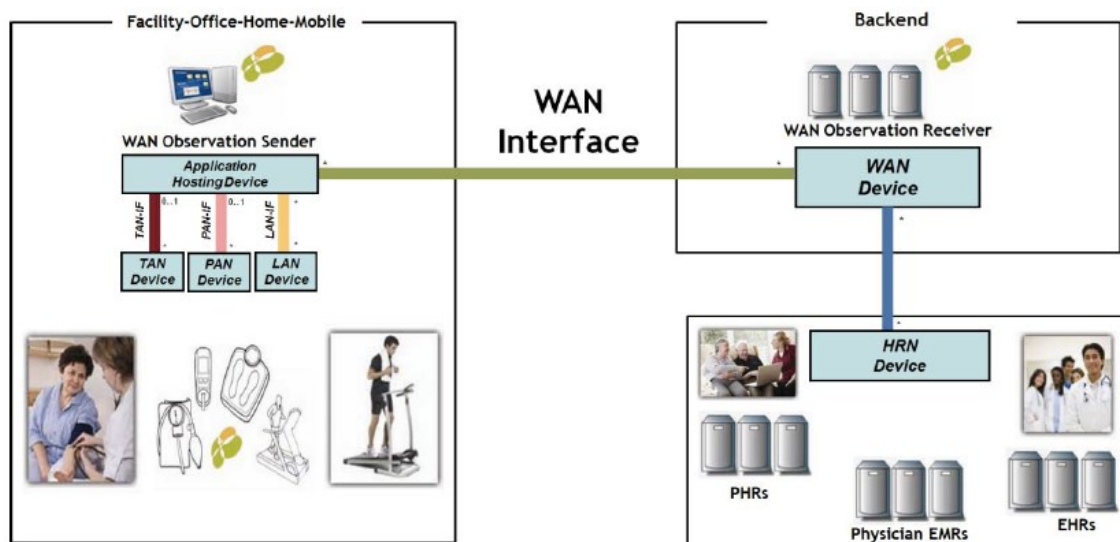 Facility-Office-Home-Mobile
WAN Observation Sender
Application
Hosting Device
TAN-IF
0..1
PAN-IF
0..1
LAN-IF
*
*
*
*
TAN
Device
PAN
Device
LAN
Device
WAN
Interface
*
*
Backend
WAN Observation Receiver
WAN
Device
*
*
HRN
Device
PHRs
Physician EMRs
EHRs